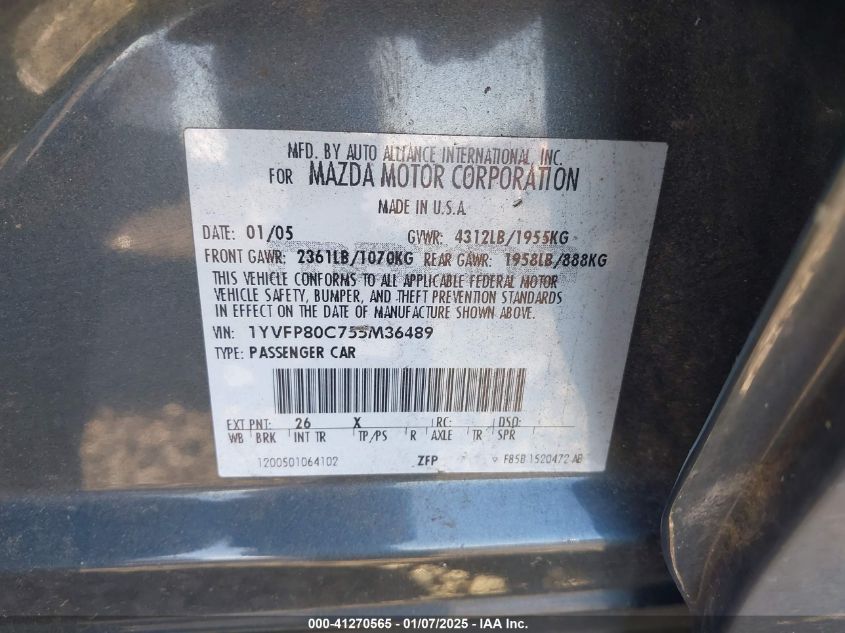 MFD. BY AUTO ALLIANCE INTERNATIONAL, INC.
FOR MAZDA MOTOR CORPORATION
MADE IN U.S.A
DATE: 01/05 GVWR: 4312LB/1955KG
FRONT GAWR: 2361LB/1070KG REAR GAWR: 1958LB/888KG
THIS VEHICLE CONFORMS TO ALL APPLICABLE FEDERAL MOTOR
VEHICLE SAFETY, BUMPER, AND THEFT PREVENTION STANDARDS
IN EFFECT ON THE DATE OF MANUFACTURE SHOWN ABOVE.
VIN: 1YVFP80C755M36489
TYPE: PASSENGER CAR
EXT PNT: 26 X RC: DSO:
WB BRK INT TR TP/PS R AXLE TR SPR
1200501064102 ZFP F85B 1520472 AB
000-41270565 - 01/07/2025 - IAA Inc.